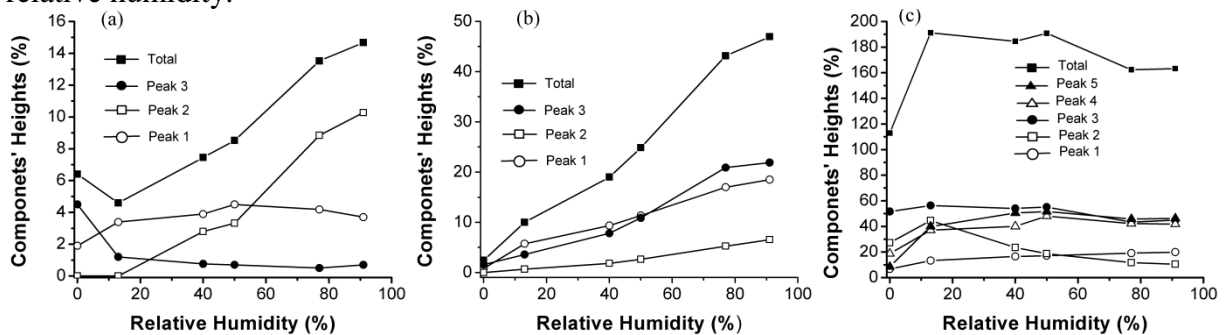 relative humidity.
(a)
Componets' Heights (%)
16
14
12
10
8
6
4
2
0
Total
Peak 3
Peak 2
Peak 1
0 20 40 60 80 100
Relative Humidity (%)
(b)
Componets' Heights (%)
50
40
30
20
10
0
Total
Peak 3
Peak 2
Peak 1
0 20 40 60 80 100
Relative Humidity (%)
(c)
Componets' Heights (%)
200
180
160
140
120
100
80
60
40
20
0
Total
Peak 5
Peak 4
Peak 3
Peak 2
Peak 1
0 20 40 60 80 100
Relative Humidity (%)